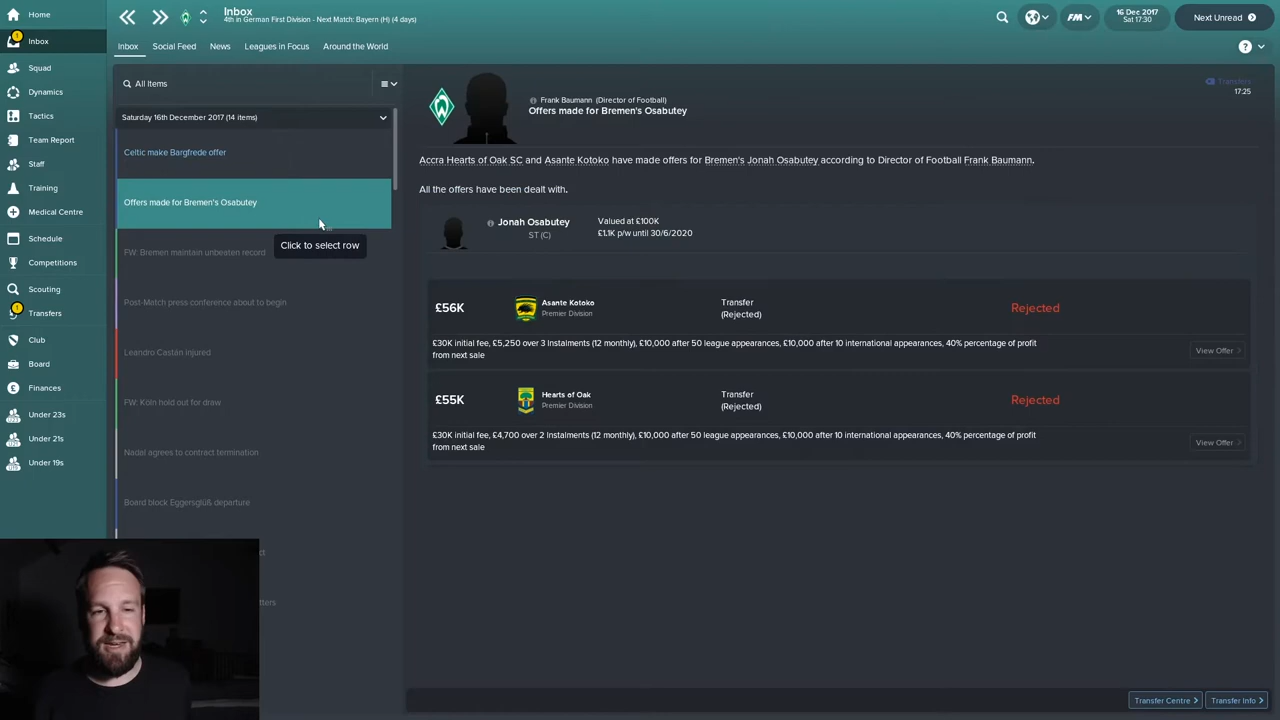 Home
1
Inbox
Squad
Dynamics
Tactics
Team Report
Staff
Training
Medical Centre
Schedule
Competitions
Scouting
1
Transfers
Club
Board
Finances
Under 23s
Under 21s
Under 19s
Inbox
4th in German First Division - Next Match: Bayern (H) (4 days)
FM
16 Dec 2017
Sat 17:30
Next Unread
Inbox
Social Feed
News
Leagues in Focus
Around the World
?
All Items
Saturday 16th December 2017 (14 items)
Celtic make Bargfrede offer
Offers made for Bremen's Osabutey
Click to select row
FW: Bremen maintain unbeaten record
Post-Match press conference about to begin
Leandro Castán injured
FW: Köln hold out for draw
Nadal agrees to contract termination
Board block Eggersglüß departure
Frank Baumann (Director of Football)
Offers made for Bremen's Osabutey
Transfers
17:25
Accra Hearts of Oak SC and Asante Kotoko have made offers for Bremen's Jonah Osabutey according to Director of Football Frank Baumann.
All the offers have been dealt with.
Jonah Osabutey
ST (C)
Valued at £100K
£1.1K p/w until 30/6/2020
£56K
Asante Kotoko
Premier Division
Transfer
(Rejected)
Rejected
£30K initial fee, £5,250 over 3 Instalments (12 monthly), £10,000 after 50 league appearances, £10,000 after 10 international appearances, 40% percentage of profit
from next sale
View Offer
£55K
Hearts of Oak
Premier Division
Transfer
(Rejected)
Rejected
£30K initial fee, £4,700 over 2 Instalments (12 monthly), £10,000 after 50 league appearances, £10,000 after 10 international appearances, 40% percentage of profit
from next sale
View Offer
Transfer Centre
Transfer Info